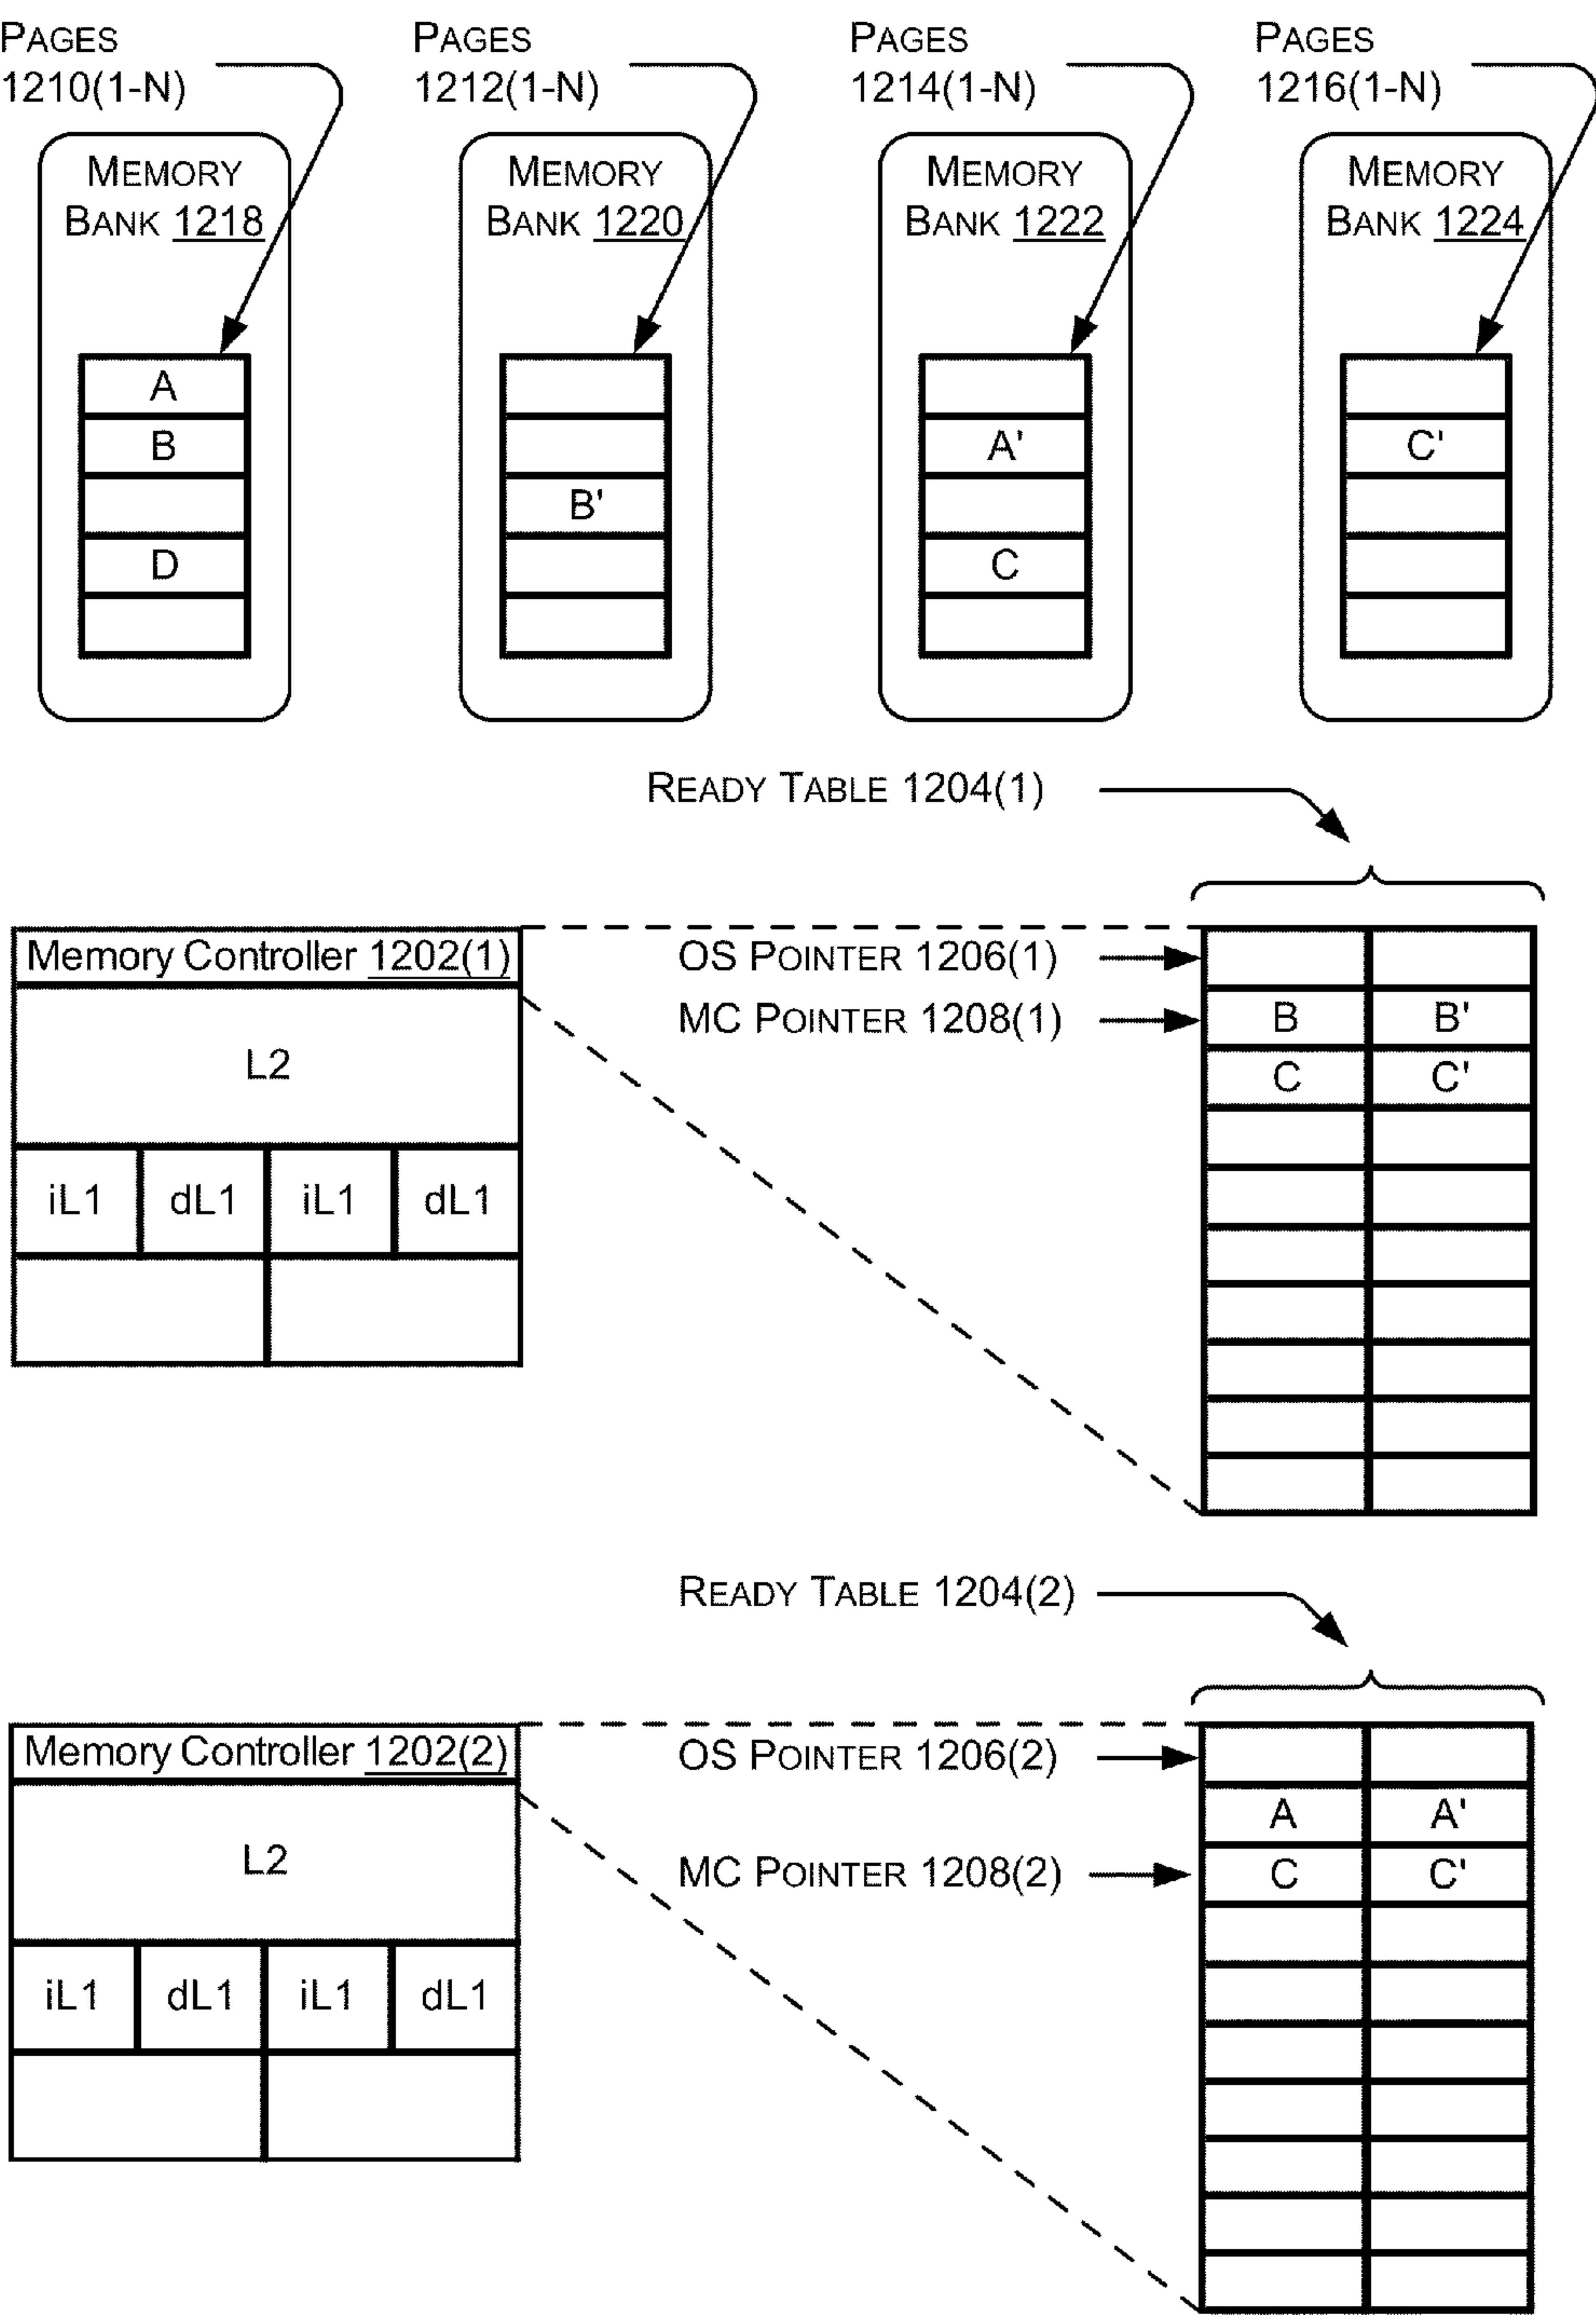 PAGES
1210(1-N)
PAGES
1212(1-N)
PAGES
1214(1-N)
PAGES
1216(1-N)
MEMORY
BANK 1218
MEMORY
BANK 1220
MEMORY
BANK 1222
MEMORY
BANK 1224
A
B
D
B'
A'
C
C'
READY TABLE 1204(1)
Memory Controller 1202(1)
L2
iL1 dL1 iL1 dL1
OS POINTER 1206(1)
MC POINTER 1208(1)
B B'
C C'
READY TABLE 1204(2)
Memory Controller 1202(2)
L2
iL1 dL1 iL1 dL1
OS POINTER 1206(2)
MC POINTER 1208(2)
A A'
C C'